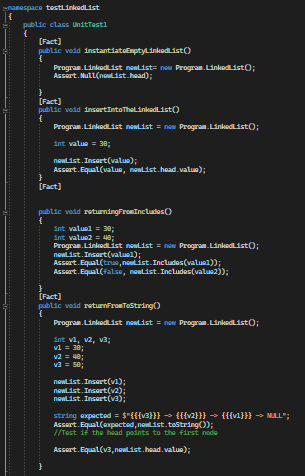 namespace testLinkedList
{
public class UnitTest1
{
[Fact]
public void instantiateEmptyLinkedList()
{
Program.LinkedList newList= new Program.LinkedList();
Assert.Null(newList.head);
}
[Fact]
public void insertIntoTheLinkedList()
{
Program.LinkedList newList = new Program.LinkedList();
int value = 30;
newList.Insert(value);
Assert.Equal(value, newList.head.value);
}
[Fact]
public void returningFromIncludes()
{
int value1 = 30;
int value2 = 40;
Program.LinkedList newList = new Program.LinkedList();
newList.Insert(value1);
Assert.Equal(true,newList.Includes(value1));
Assert.Equal(false, newList.Includes(value2));
}
[Fact]
public void returnFromToString()
{
Program.LinkedList newList = new Program.LinkedList();
int v1, v2, v3;
v1 = 30;
v2 = 40;
v3 = 50;
newList.Insert(v1);
newList.Insert(v2);
newList.Insert(v3);
string expected = $"{{{v3}}} -> {{{v2}}} -> {{{v1}}} -> NULL";
Assert.Equal(expected,newList.toString());
//Test if the head points to the first node
Assert.Equal(v3,newList.head.value);
}